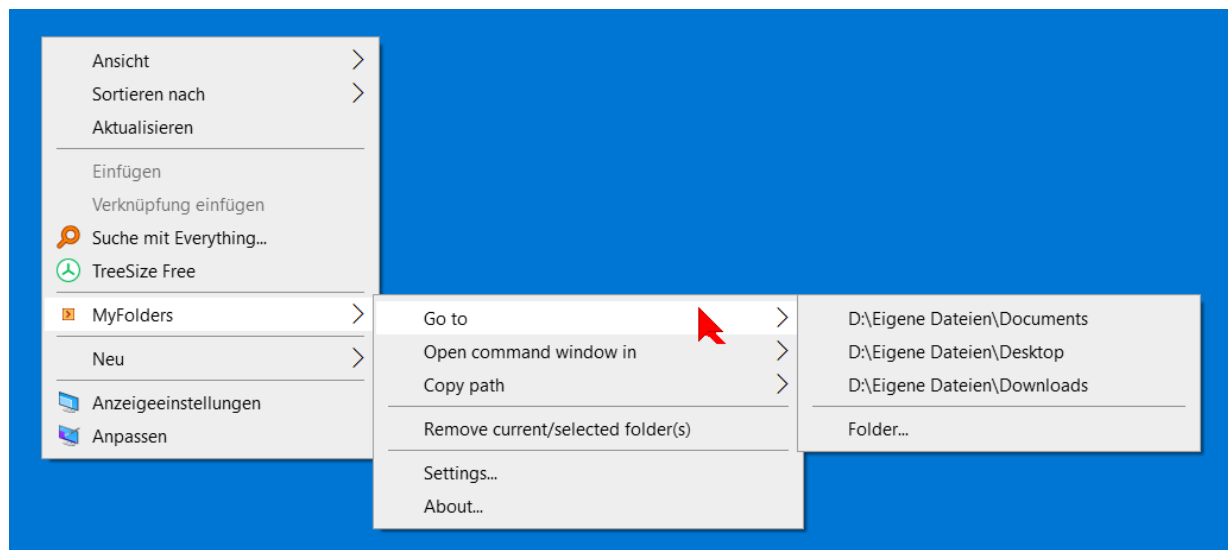 Ansicht
Sortieren nach
Aktualisieren
Einfügen
Verknüpfung einfügen
Suche mit Everything...
TreeSize Free
MyFolders
Neu
Anzeigeeinstellungen
Anpassen
Go to
Open command window in
Copy path
Remove current/selected folder(s)
Settings...
About...
D:\Eigene Dateien\Documents
D:\Eigene Dateien\Desktop
D:\Eigene Dateien\Downloads
Folder...